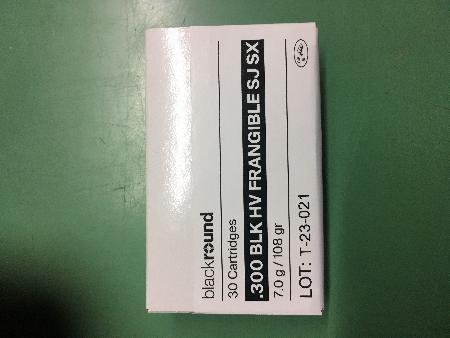 blackround
30 Cartridges
.300 BLK HV FRANGIBLE SJ SX
7.0 g / 108 gr
LOT: T-23-021